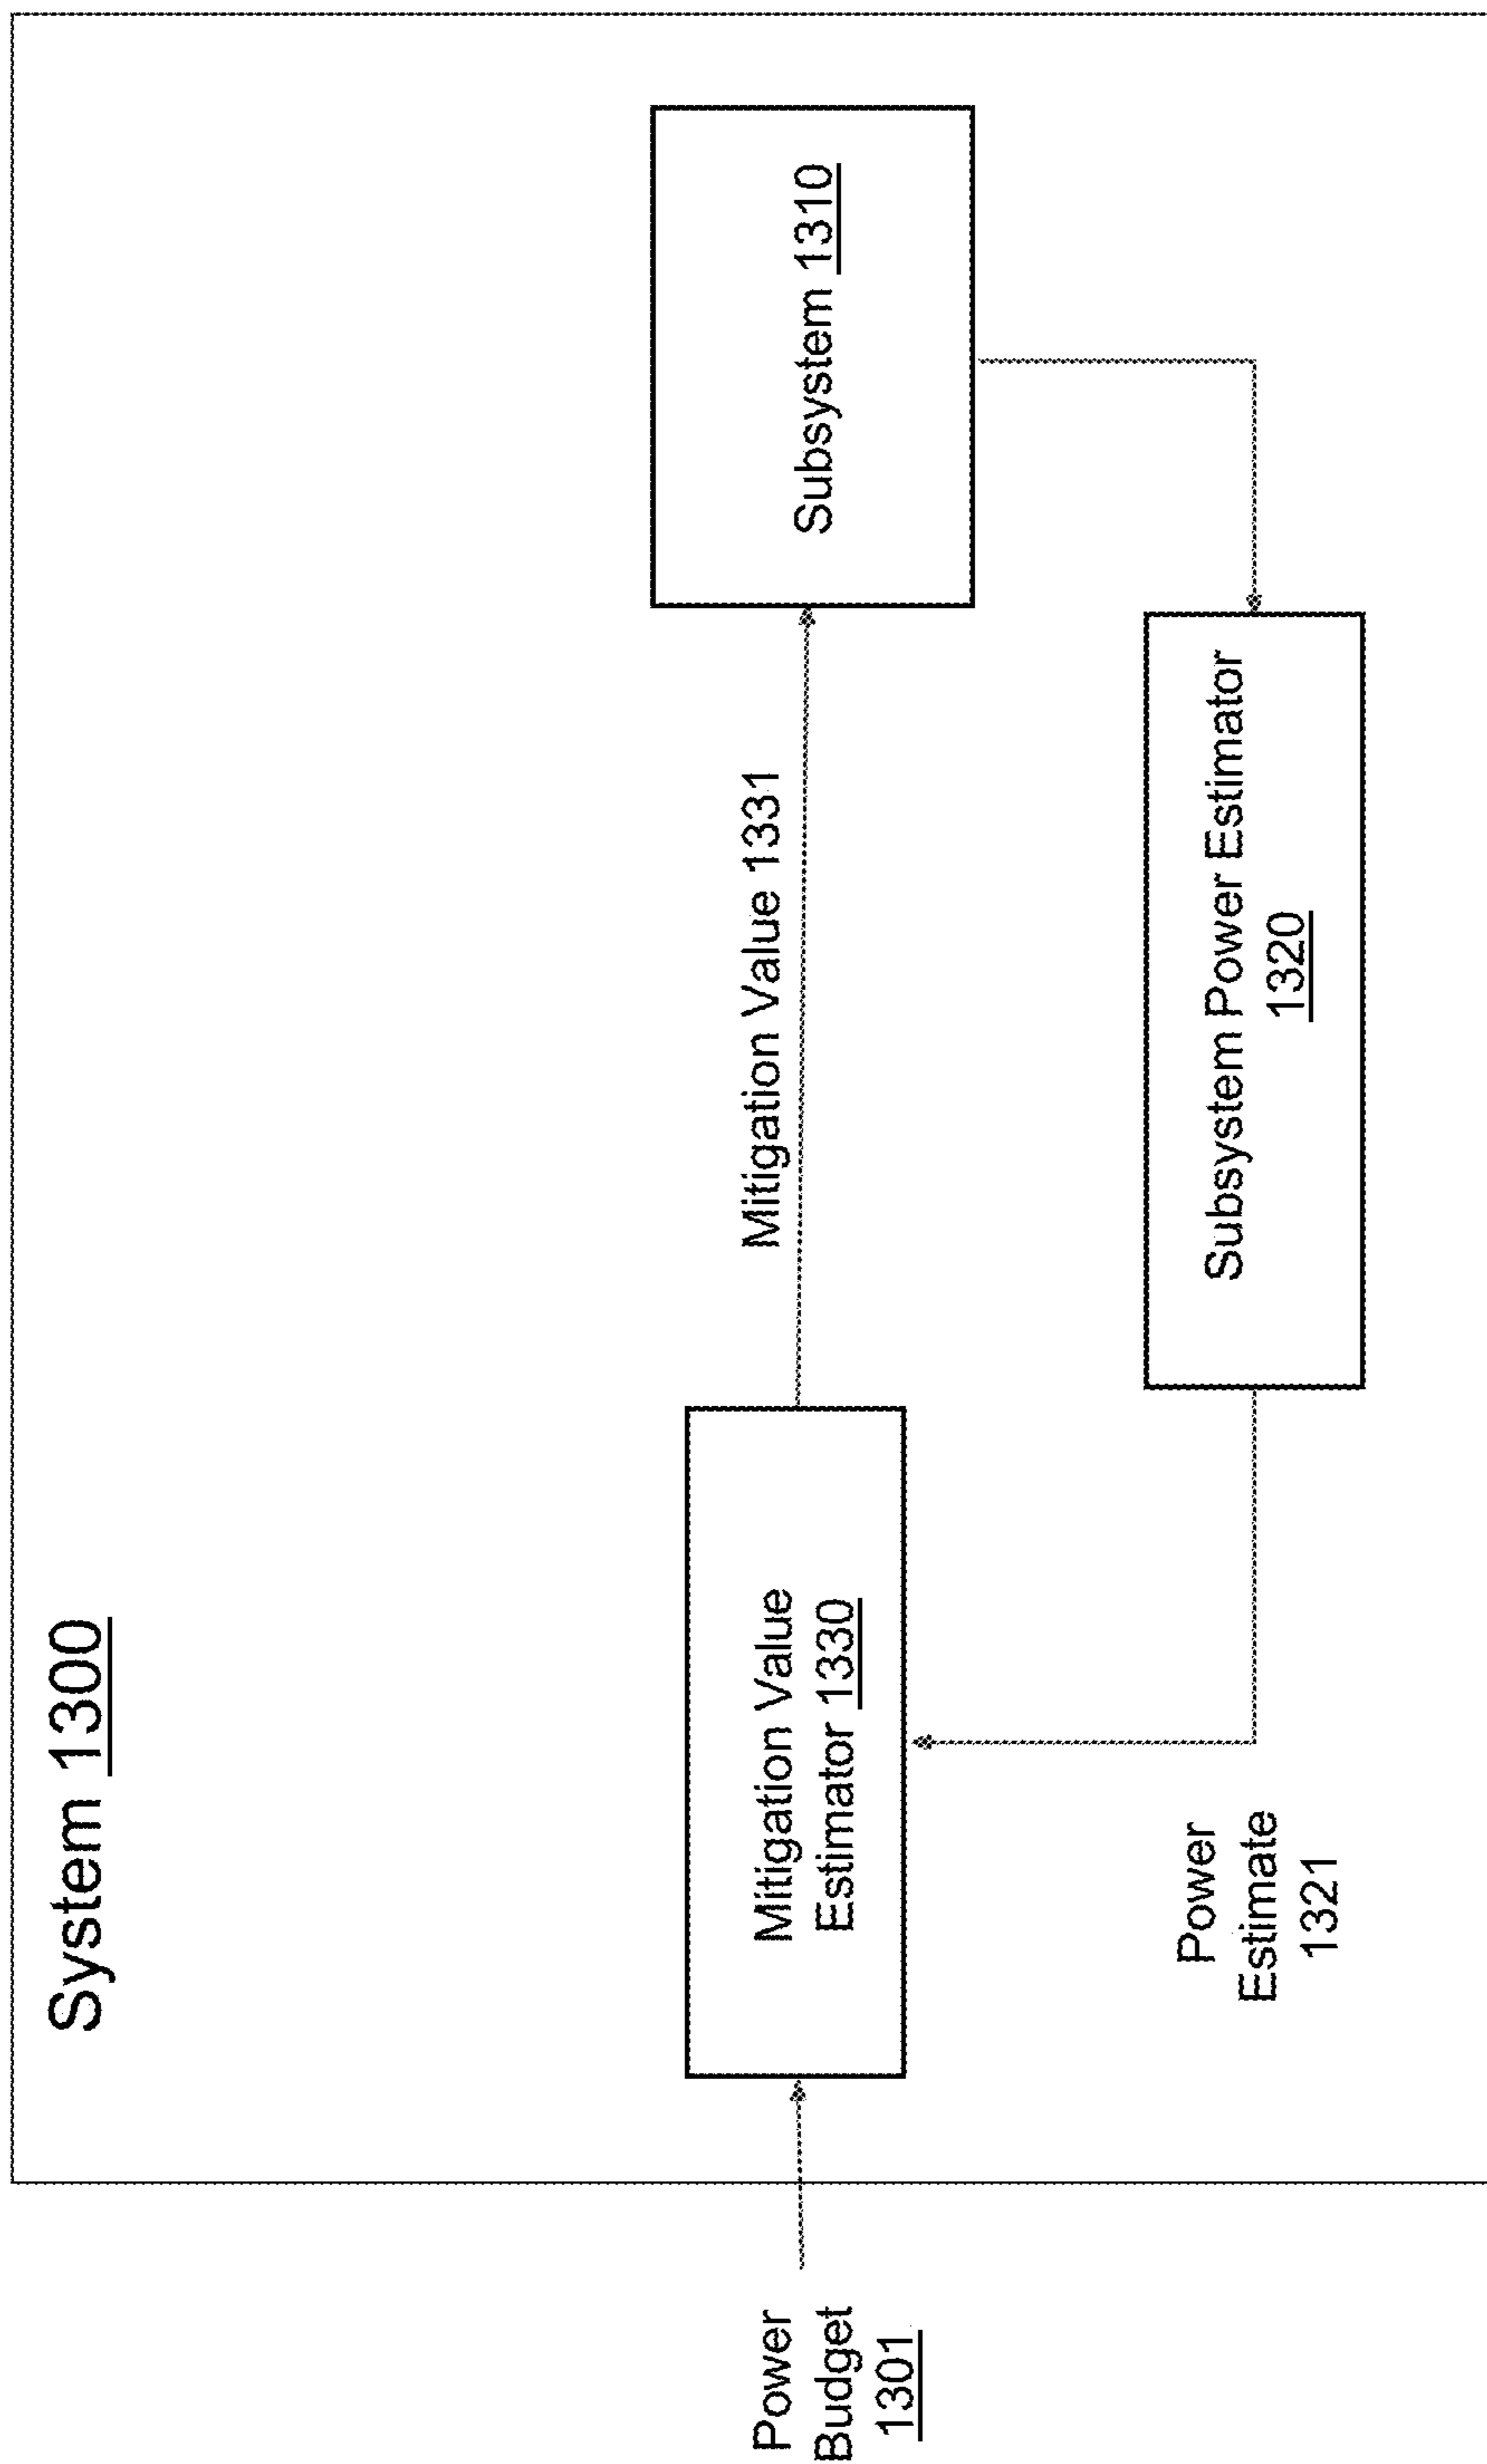 System 1300
Power
Budget
1301
Mitigation Value
Estimator 1330
Mitigation Value 1331
Subsystem 1310
Power
Estimate
1321
Subsystem Power Estimator
1320